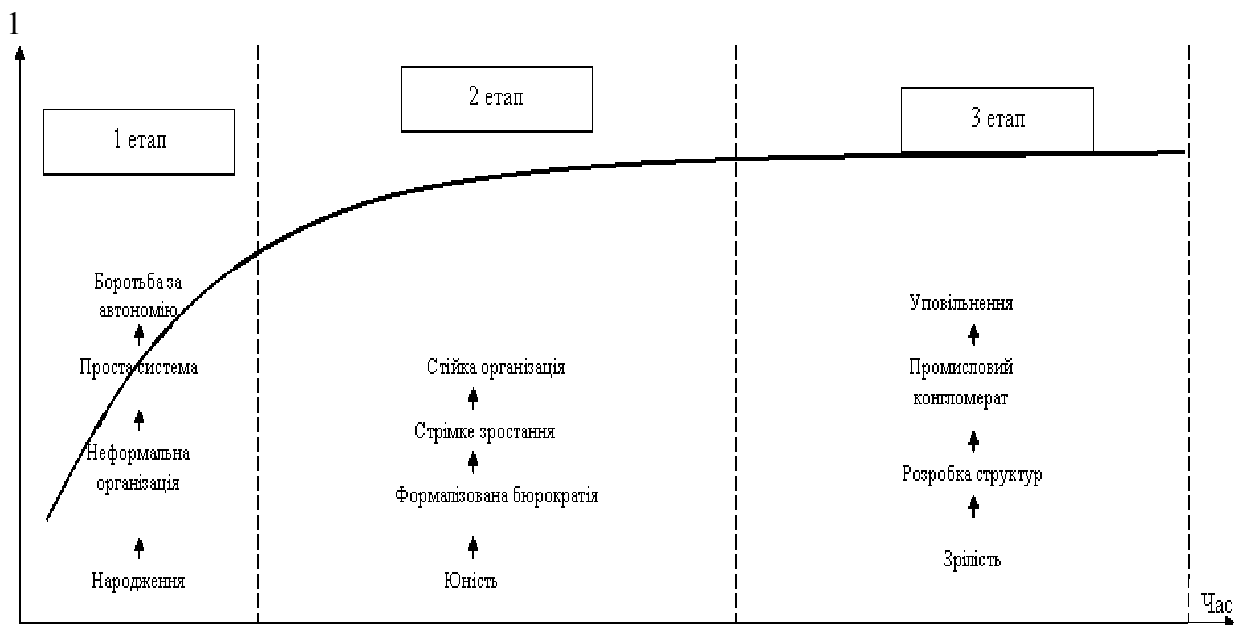 1
1 етап
2 етап
3 етап
Боротьба за
автономію
Проста система
Неформальна
організація
Народження
Стійка організація
Стрімке зростання
Формалізована бюрократія
Юність
Уповільнення
Промисловий
конгломерат
Розробка структур
Зрілість
Час